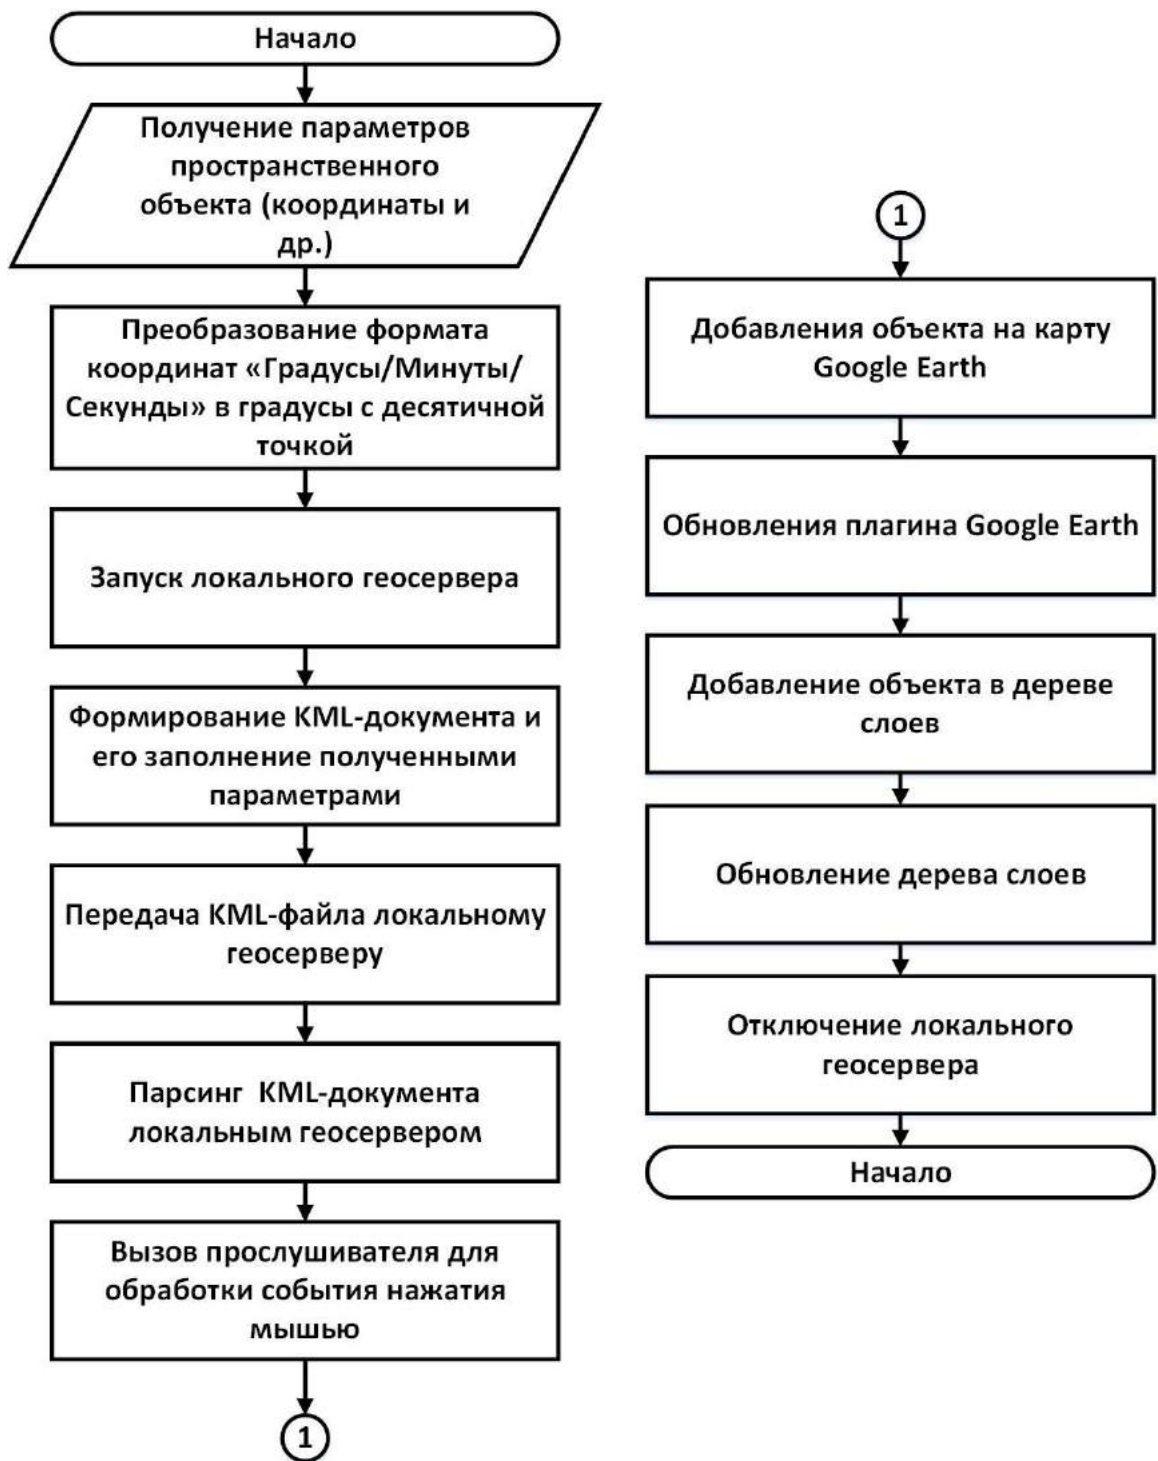 Начало
Получение параметров
пространственного
объекта (координаты и
др.)
Преобразование формата
координат «Градусы/Минуты/
Секунды» в градусы с десятичной
точкой
Запуск локального геосервера
Формирование KML-документа и
его заполнение полученными
параметрами
Передача KML-файла локальному
геосерверу
Парсинг KML-документа
локальным геосервером
Вызов прослушивателя для
обработки события нажатия
мышью
1
1
Добавления объекта на карту
Google Earth
Обновления плагина Google Earth
Добавление объекта в дереве
слоев
Обновление дерева слоев
Отключение локального
геосервера
Начало